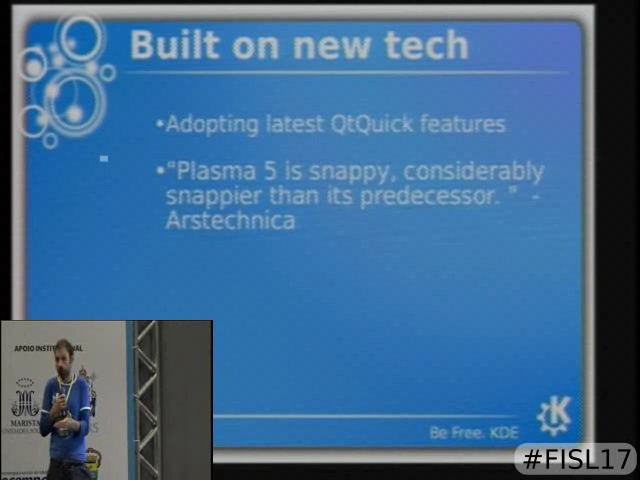 Built on new tech
•Adopting latest QtQuick features
•"Plasma 5 is snappy, considerably
snappier than its predecessor. " -
Arstechnica
APOIO INSTITUCIONAL
MARISTA
Be Free. KDE
#FISL17